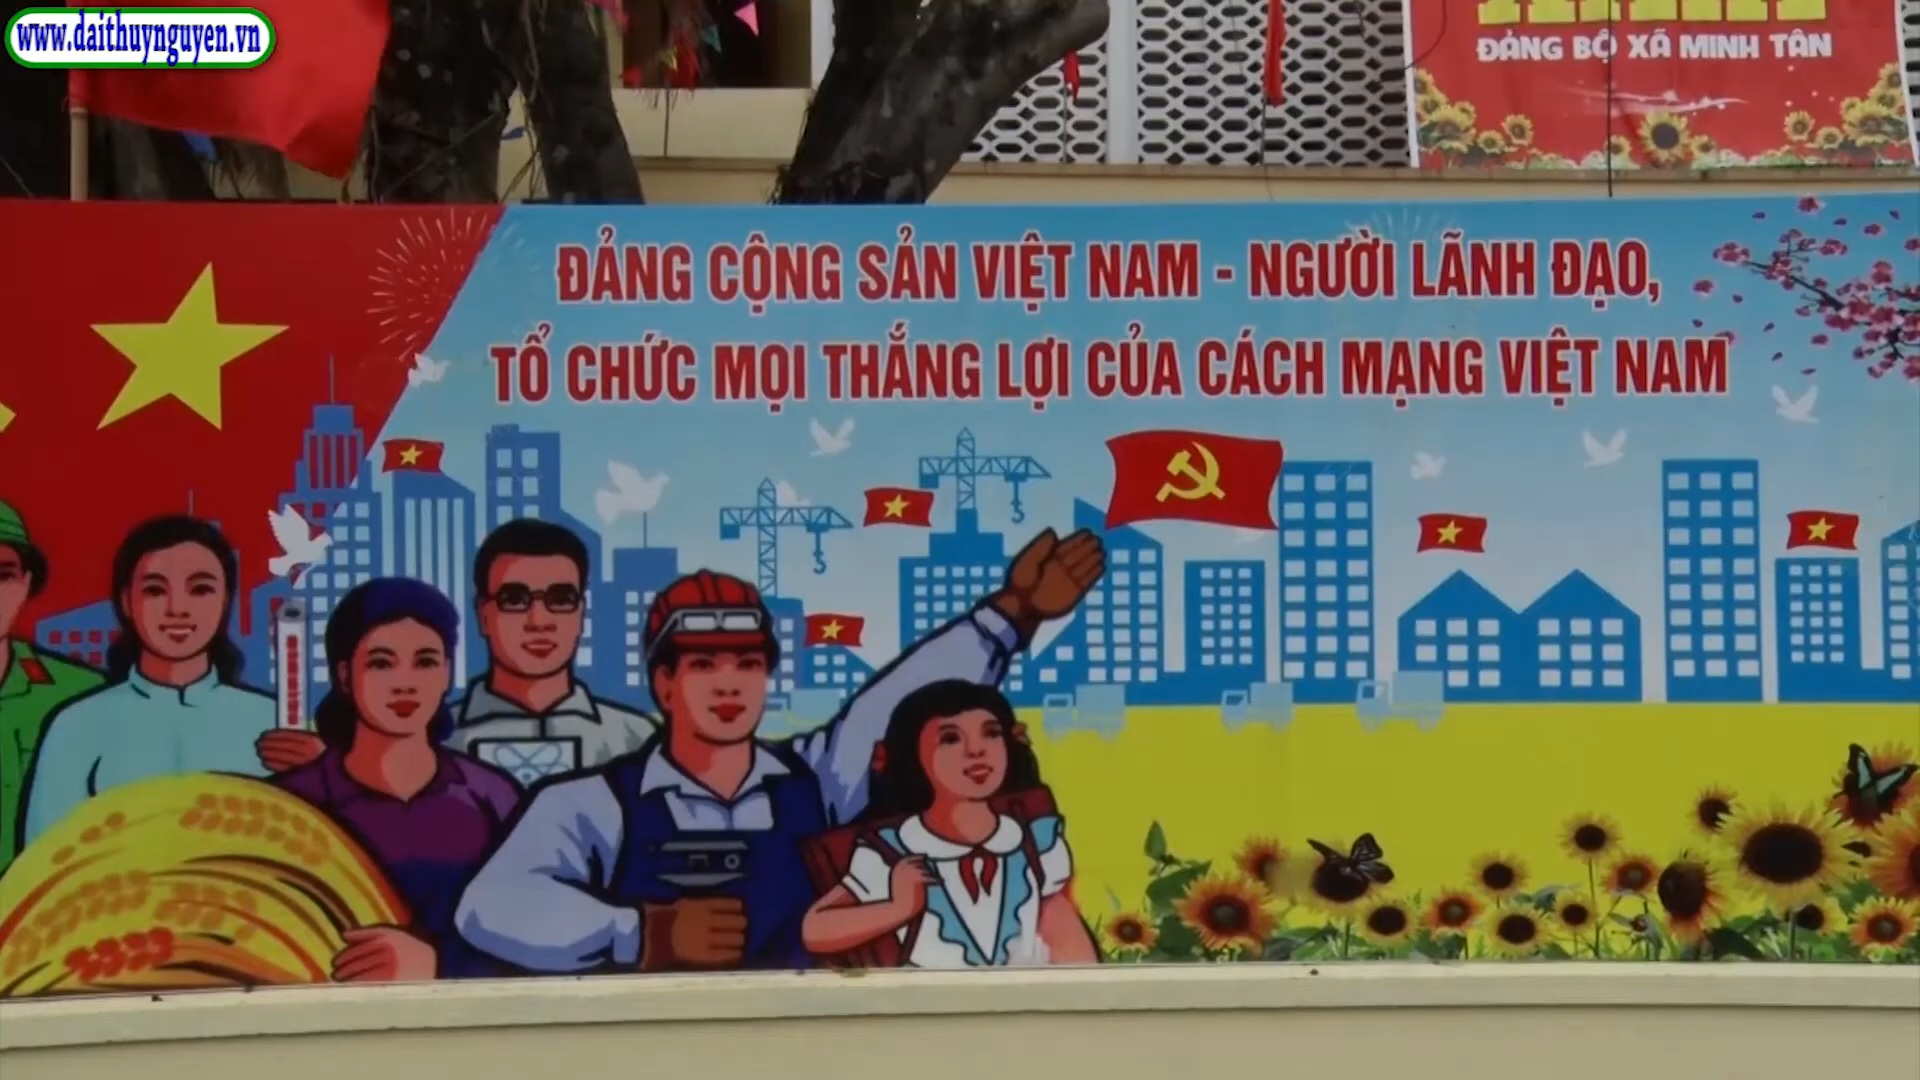 www.daithuynguyen.vn
ĐẢNG BỘ XÃ MINH TÂN
ĐẢNG CỘNG SẢN VIỆT NAM - NGƯỜI LÃNH ĐẠO,
TỔ CHỨC MỌI THẮNG LỢI CỦA CÁCH MẠNG VIỆT NAM